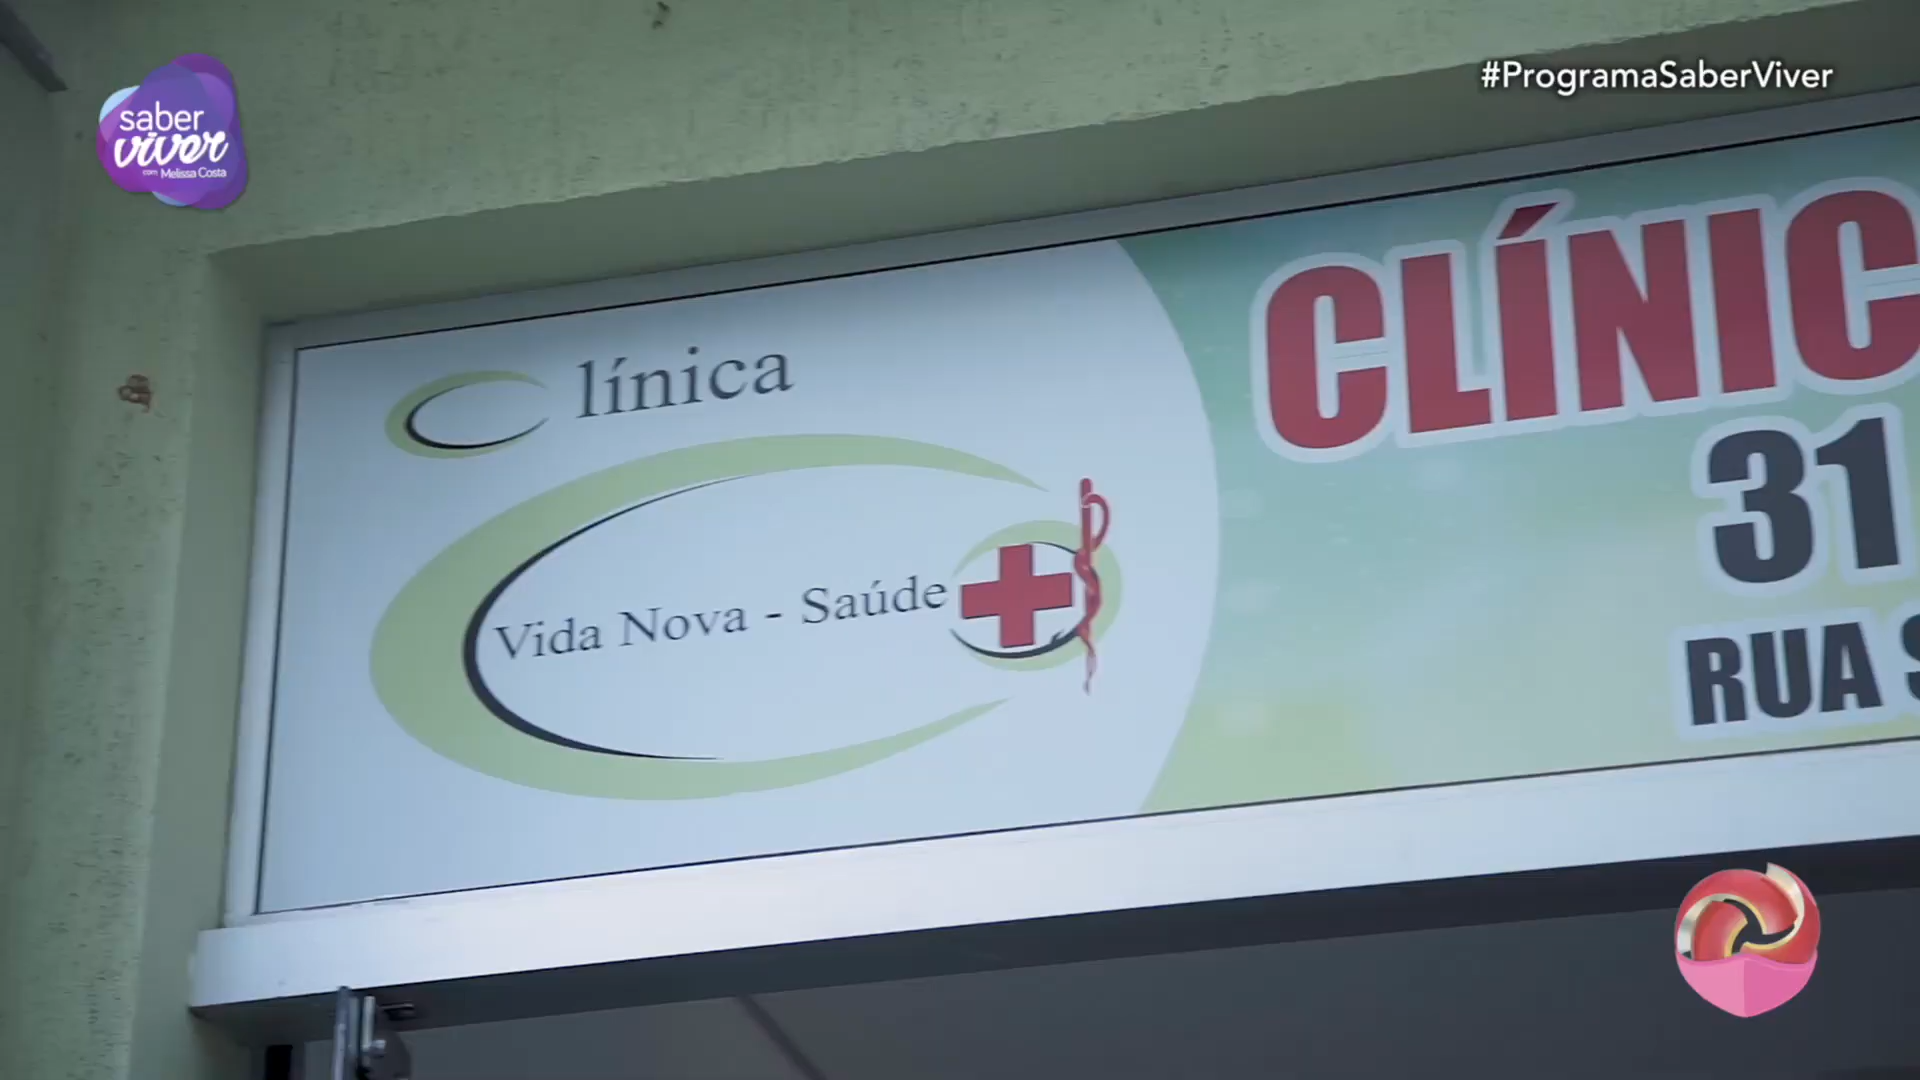 saber
viver
com Melissa Costa
#ProgramaSaberViver
Clínica
Vida Nova - Saúde
CLÍNIC
31
RUA S